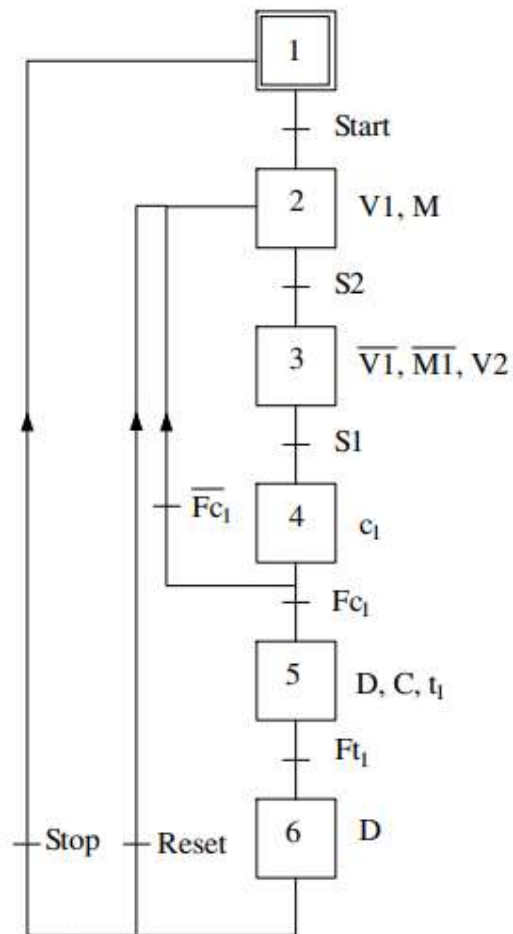 1
Start
2 V1, M
S2
3 V̅1̅, M̅1̅, V2
S1
4 c₁
F̅c̅₁
Fc₁
5 D, C, t₁
Ft₁
6 D
Stop Reset